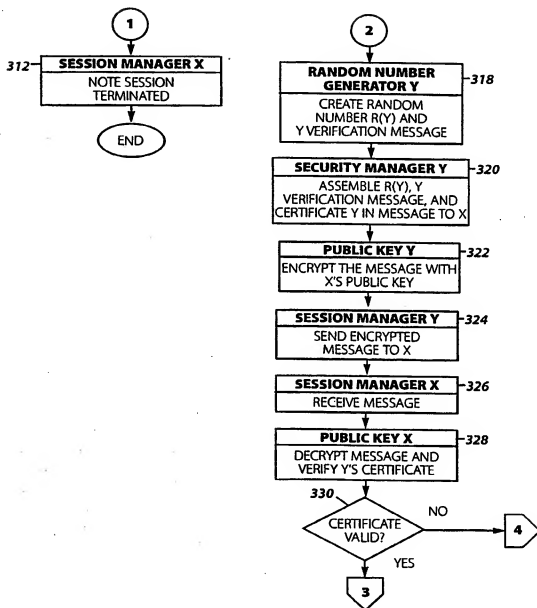 1
312
SESSION MANAGER X
NOTE SESSION
TERMINATED
END
2
RANDOM NUMBER
GENERATOR Y
318
CREATE RANDOM
NUMBER R(Y) AND
Y VERIFICATION MESSAGE
SECURITY MANAGER Y
320
ASSEMBLE R(Y), Y
VERIFICATION MESSAGE, AND
CERTIFICATE Y IN MESSAGE TO X
PUBLIC KEY Y
322
ENCRYPT THE MESSAGE WITH
X'S PUBLIC KEY
SESSION MANAGER Y
324
SEND ENCRYPTED
MESSAGE TO X
SESSION MANAGER X
326
RECEIVE MESSAGE
PUBLIC KEY X
328
DECRYPT MESSAGE AND
VERIFY Y'S CERTIFICATE
330
CERTIFICATE
VALID?
NO
4
YES
3